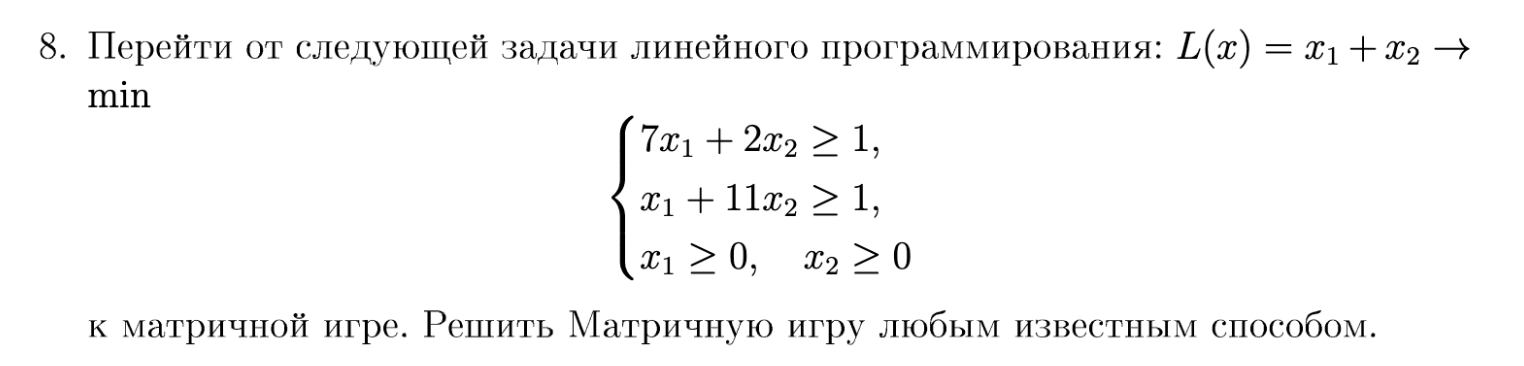 8. Перейти от следующей задачи линейного программирования: L(x) = x₁ + x₂ →
min
7x₁ + 2x₂ ≥ 1,
x₁ + 11x₂ ≥ 1,
x₁ ≥ 0, x₂ ≥ 0
к матричной игре. Решить Матричную игру любым известным способом.